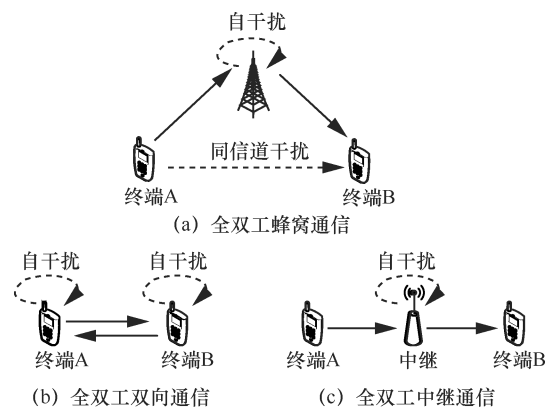 自干扰
同信道干扰
终端A
终端B
(a) 全双工蜂窝通信
自干扰
自干扰
终端A
终端B
(b) 全双工双向通信
自干扰
终端A
中继
终端B
(c) 全双工中继通信